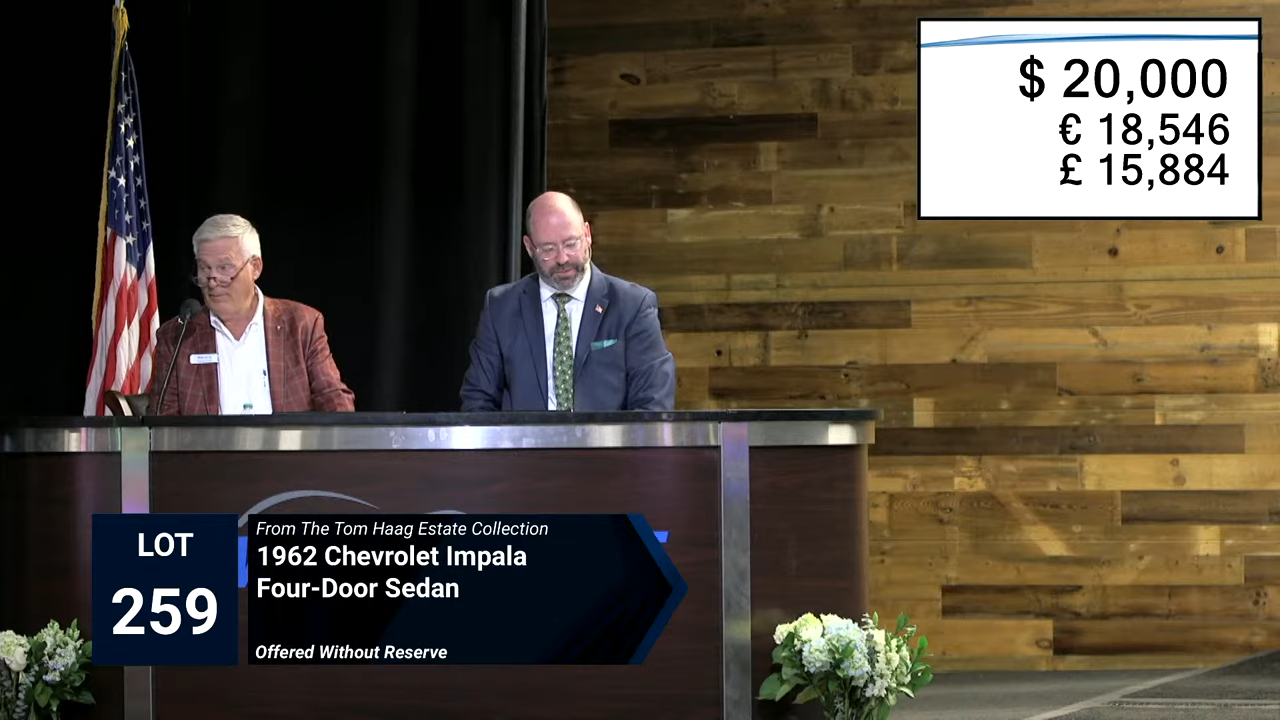 $ 20,000
€ 18,546
£ 15,884
LOT
259
From The Tom Haag Estate Collection
1962 Chevrolet Impala
Four-Door Sedan
Offered Without Reserve